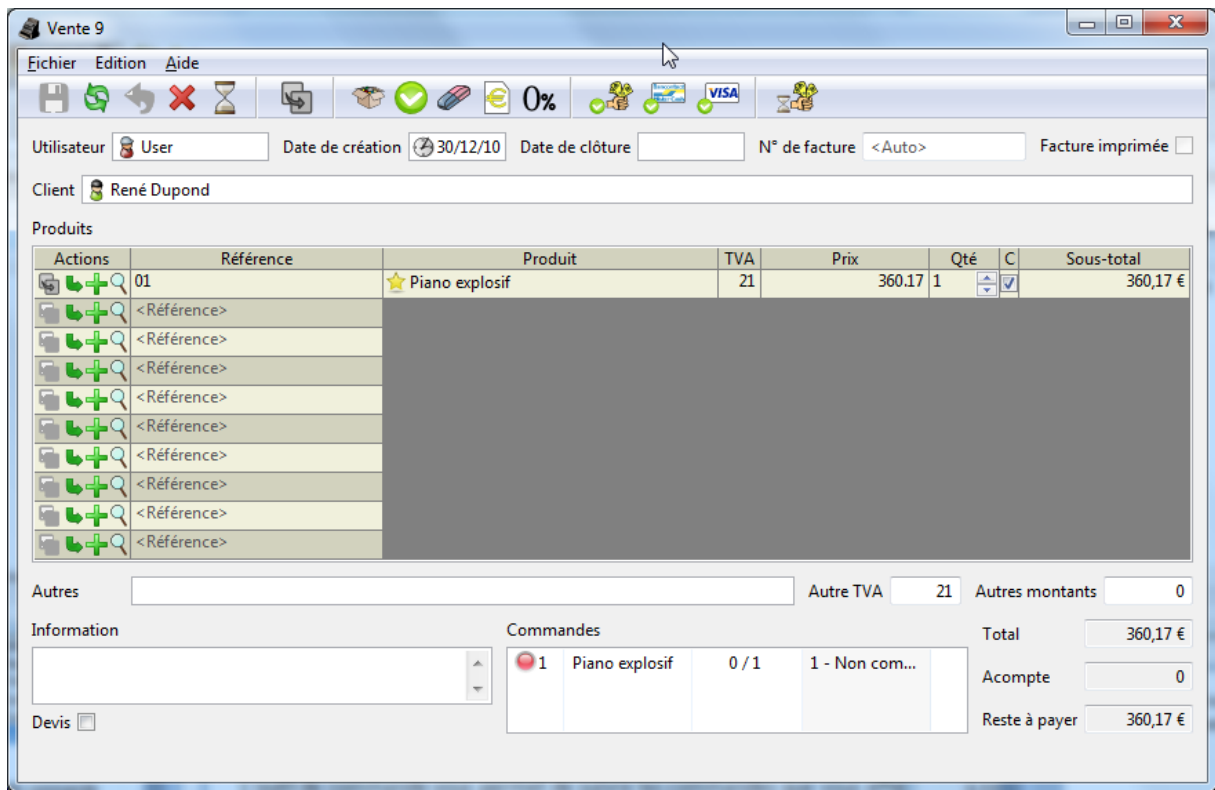 Vente 9
Fichier Edition Aide
0% VISA
Utilisateur User Date de création 30/12/10 Date de clôture N° de facture <Auto> Facture imprimée
Client René Dupond
Produits
Actions Référence Produit TVA Prix Qté C Sous-total
01 Piano explosif 21 360.17 1 360,17 €
<Référence>
<Référence>
<Référence>
<Référence>
<Référence>
<Référence>
<Référence>
<Référence>
<Référence>
Autres Autre TVA 21 Autres montants 0
Information Commandes Total 360,17 €
1 Piano explosif 0 / 1 1 - Non com...
Acompte 0
Devis Reste à payer 360,17 €